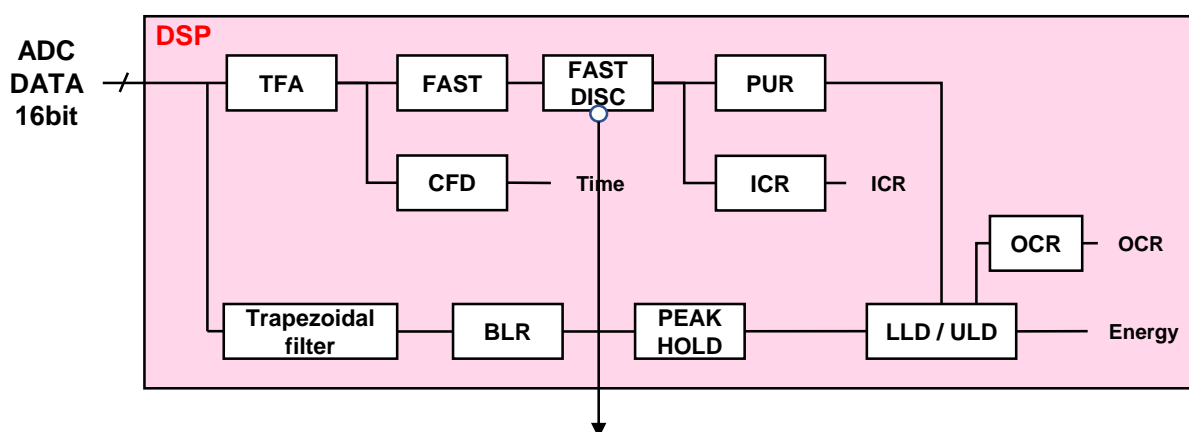 DSP
ADC
DATA
16bit
TFA
FAST
FAST
DISC
PUR
CFD
Time
ICR
ICR
OCR
OCR
Trapezoidal
filter
BLR
PEAK
HOLD
LLD / ULD
Energy